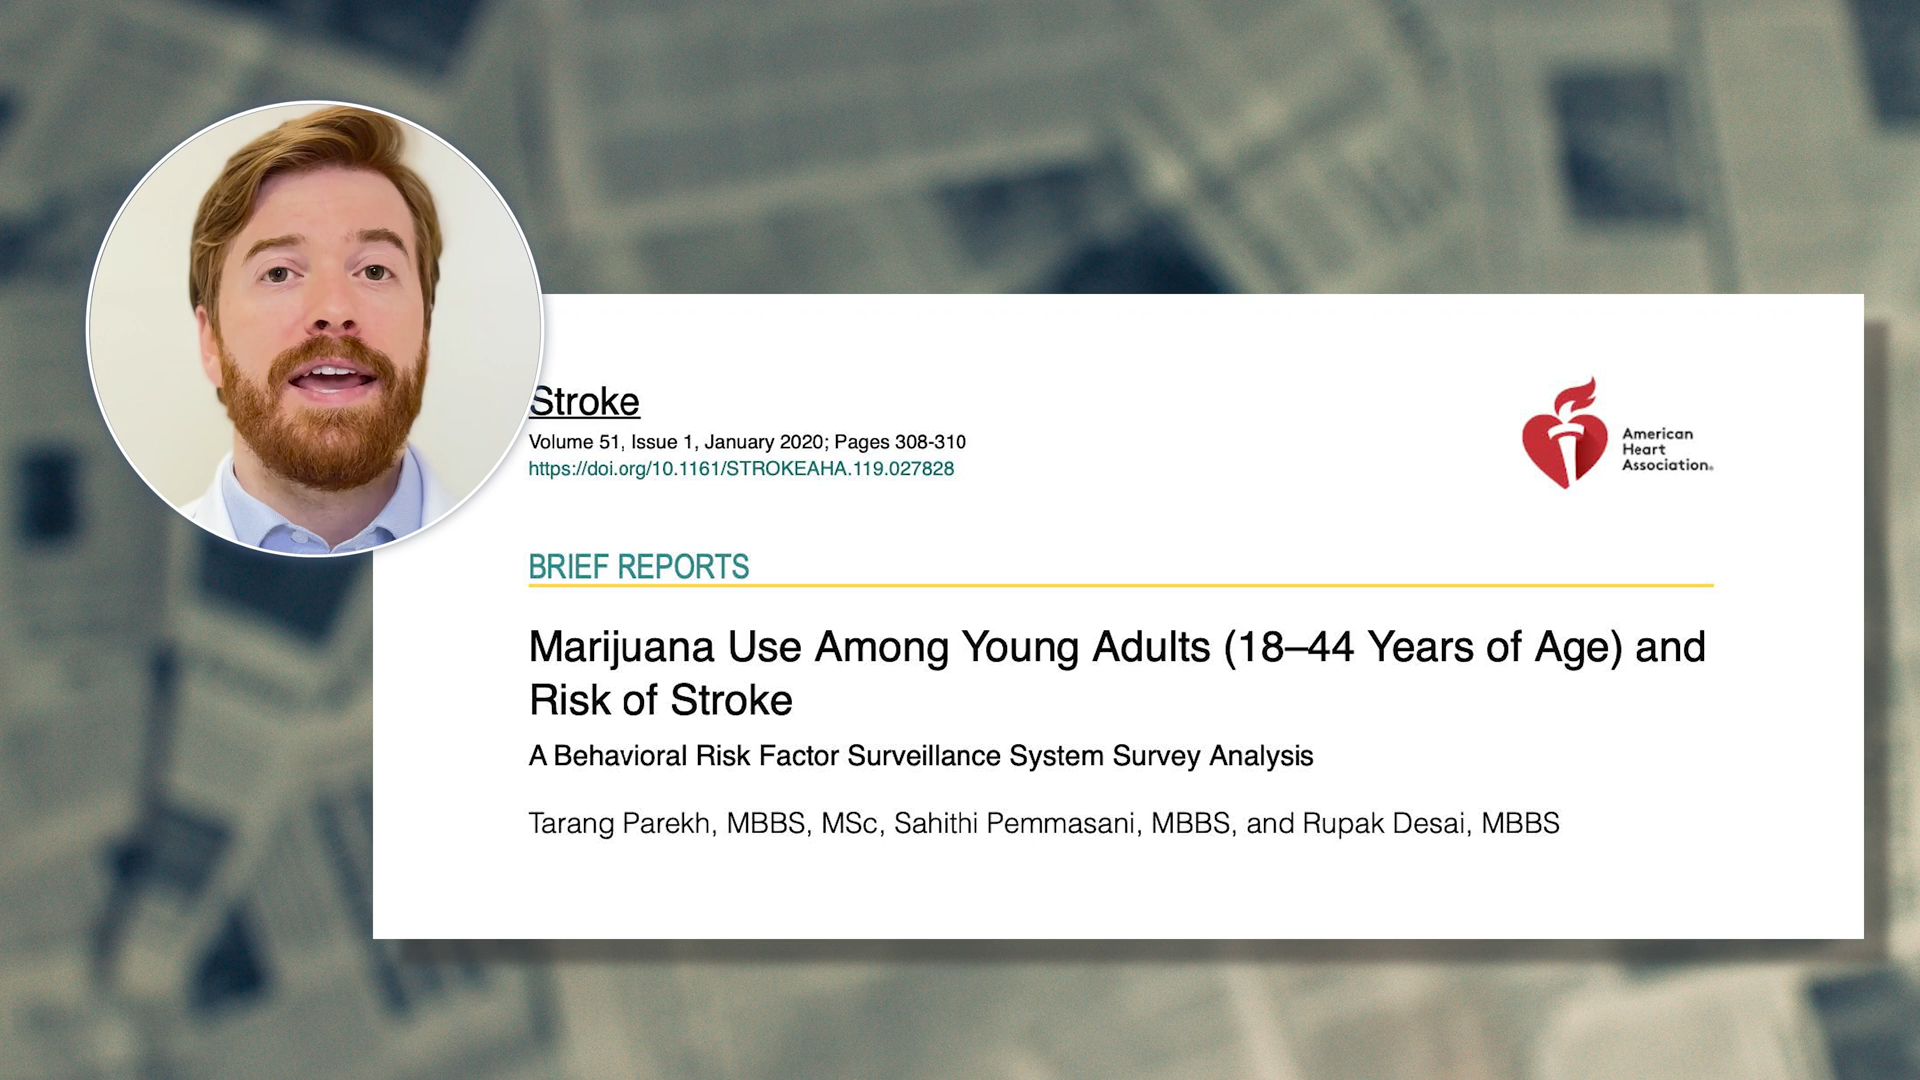 Stroke
Volume 51, Issue 1, January 2020; Pages 308-310
https://doi.org/10.1161/STROKEAHA.119.027828
American
Heart
Association®
BRIEF REPORTS
Marijuana Use Among Young Adults (18–44 Years of Age) and
Risk of Stroke
A Behavioral Risk Factor Surveillance System Survey Analysis
Tarang Parekh, MBBS, MSc, Sahithi Pemmasani, MBBS, and Rupak Desai, MBBS